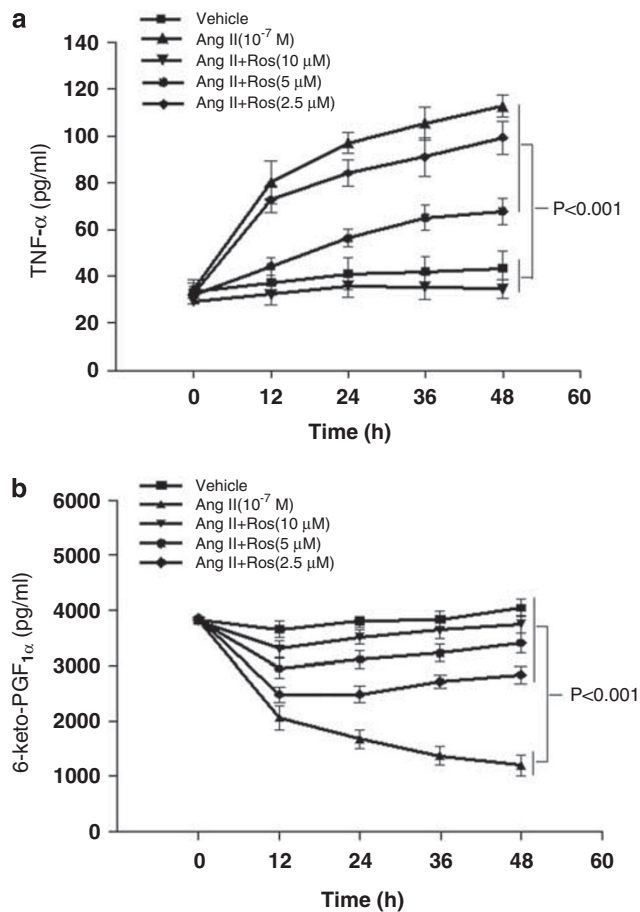 a
Vehicle
Ang II(10⁻⁷ M)
Ang II+Ros(10 μM)
Ang II+Ros(5 μM)
Ang II+Ros(2.5 μM)
140
120
100
80
60
40
20
0
TNF-α (pg/ml)
P<0.001
0 12 24 36 48 60
Time (h)
b
Vehicle
Ang II(10⁻⁷ M)
Ang II+Ros(10 μM)
Ang II+Ros(5 μM)
Ang II+Ros(2.5 μM)
6000
5000
4000
3000
2000
1000
0
6-keto-PGF₁α (pg/ml)
P<0.001
0 12 24 36 48 60
Time (h)